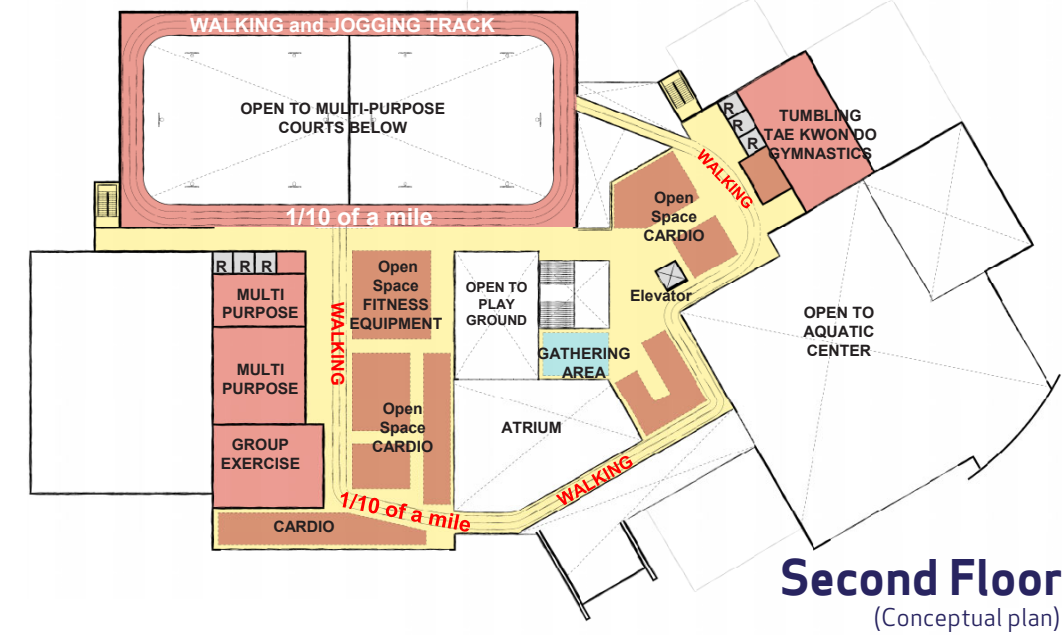 WALKING and JOGGING TRACK
OPEN TO MULTI-PURPOSE
COURTS BELOW
1/10 of a mile
R
R
R
TUMBLING
TAE KWON DO
GYMNASTICS
WALKING
Open
Space
CARDIO
Elevator
R R R
MULTI
PURPOSE
MULTI
PURPOSE
GROUP
EXERCISE
CARDIO
WALKING
Open
Space
FITNESS
EQUIPMENT
Open
Space
CARDIO
1/10 of a mile
OPEN TO
PLAY
GROUND
GATHERING
AREA
ATRIUM
WALKING
OPEN TO
AQUATIC
CENTER
Second Floor
(Conceptual plan)